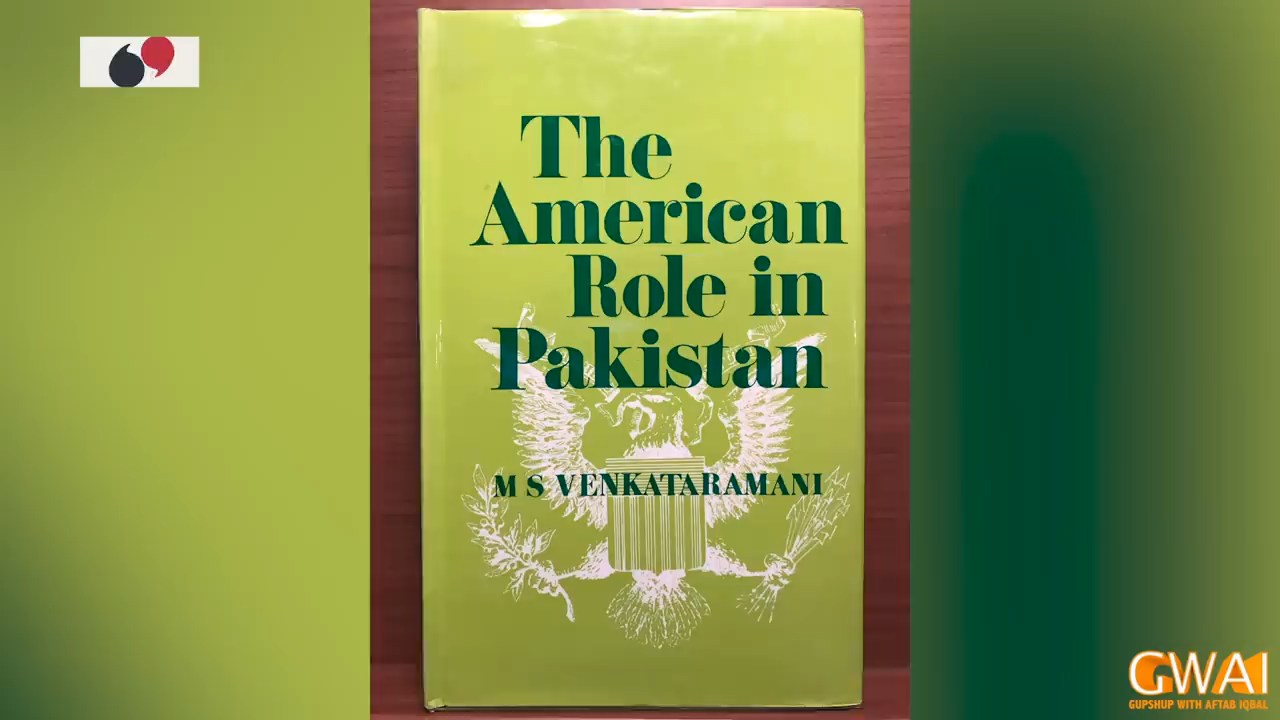 The
American
Role in
Pakistan
M S VENKATARAMANI
GWAI
GUPSHUP WITH AFTAB IQBAL